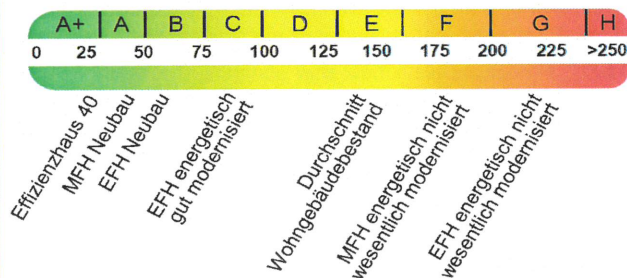 A+ A B C D E F G H
0 25 50 75 100 125 150 175 200 225 >250
Effizienzhaus 40
MFH Neubau
EFH Neubau
EFH energetisch
gut modernisiert
Durchschnitt
Wohngebäudebestand
MFH energetisch nicht
wesentlich modernisiert
EFH energetisch nicht
wesentlich modernisiert